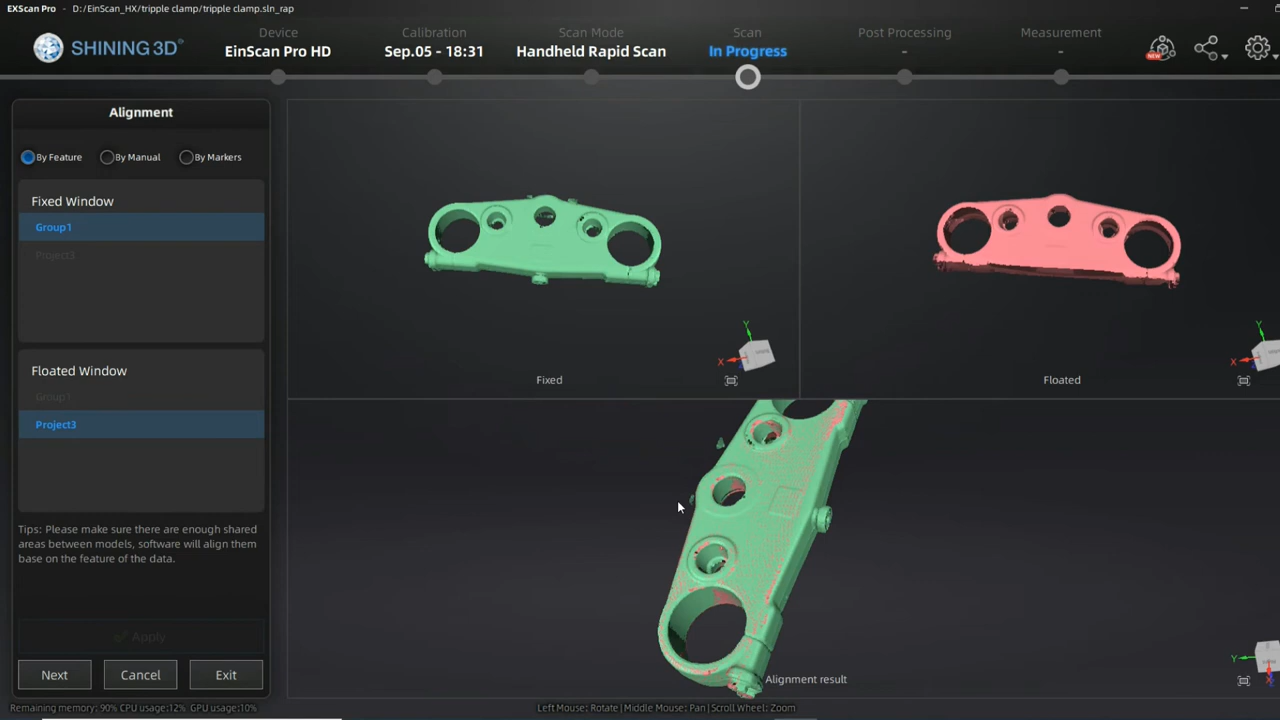 EXScan Pro - D:/EinScan_HX/tripple clamp/tripple clamp.sln_rap
SHINING 3D®
Device
EinScan Pro HD
Calibration
Sep.05 - 18:31
Scan Mode
Handheld Rapid Scan
Scan
In Progress
Post Processing
-
Measurement
-
NEW
Alignment
By Feature
By Manual
By Markers
Fixed Window
Group1
Project3
Floated Window
Group1
Project3
Tips: Please make sure there are enough shared
areas between models, software will align them
base on the feature of the data.
Apply
Next
Cancel
Exit
Y
X
Fixed
Y
X
Floated
Y
Alignment result
Remaining memory: 90% CPU usage:12% GPU usage:10%
Left Mouse: Rotate|Middle Mouse: Pan|Scroll Wheel: Zoom